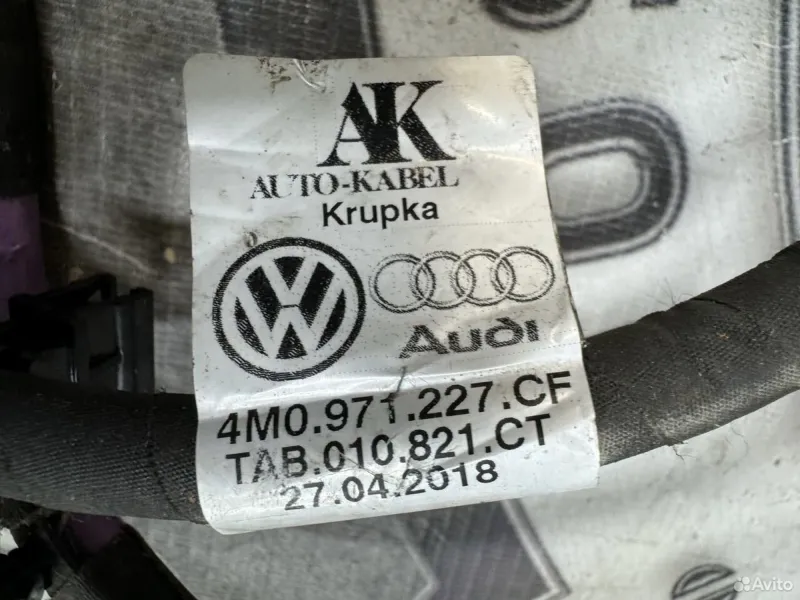 AK
AUTO-KABEL
Krupka
Audi
4M0.971.227.CF
TAB.010.821.CT
27.04.2018
Avito